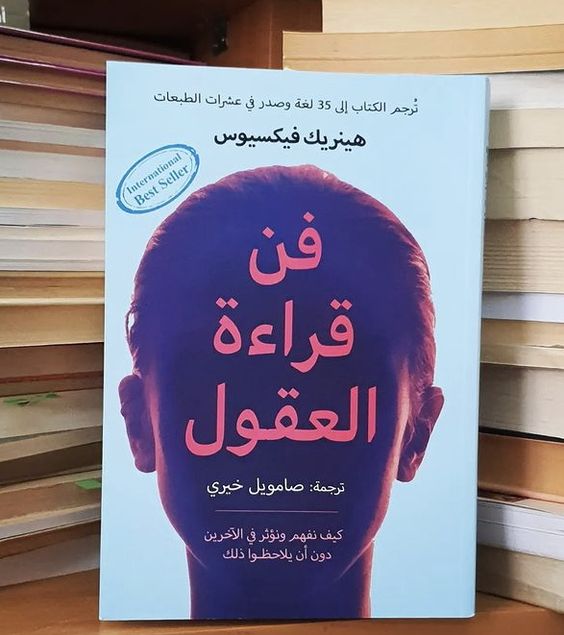 تُرجم الكتاب إلى 35 لغة وصدر في عشرات الطبعات
هينريك فيكسيوس
International
Best Seller
فن
قراءة
العقول
ترجمة: صامويل خيري
كيف نفهم ونؤثر في الآخرين
دون أن يلاحظوا ذلك